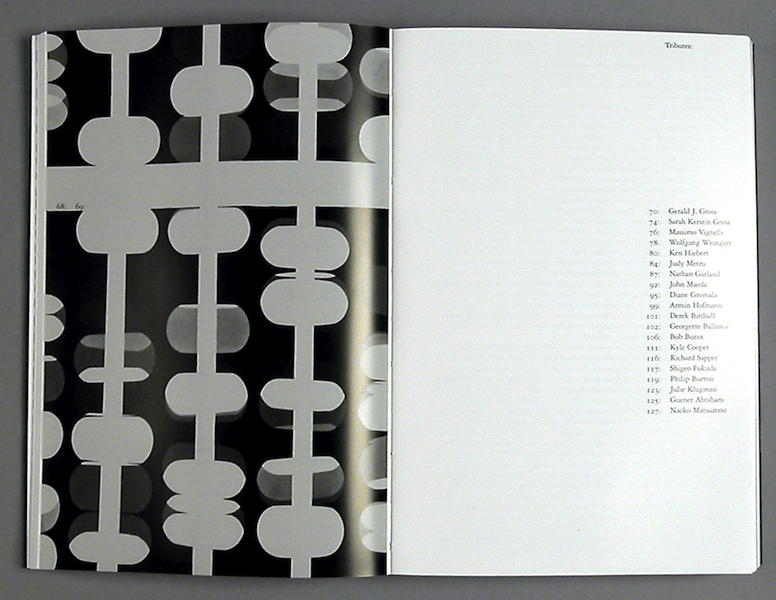 68: 69:
Tributes:
70: Gerald J. Gross
74: Sarah Kerstin Gross
76: Massimo Vignelli
78: Wolfgang Weingart
80: Ken Hiebert
84: Judy Metro
87: Nathan Garland
92: John Maeda
95: Diane Gromala
99: Armin Hofmann
101: Derek Birdsall
102: Georgette Ballance
106: Bob Burns
111: Kyle Cooper
116: Richard Sapper
117: Shigeo Fukuda
119: Philip Burton
123: Julie Klugman
125: Guenet Abraham
127: Naoko Matsuzono